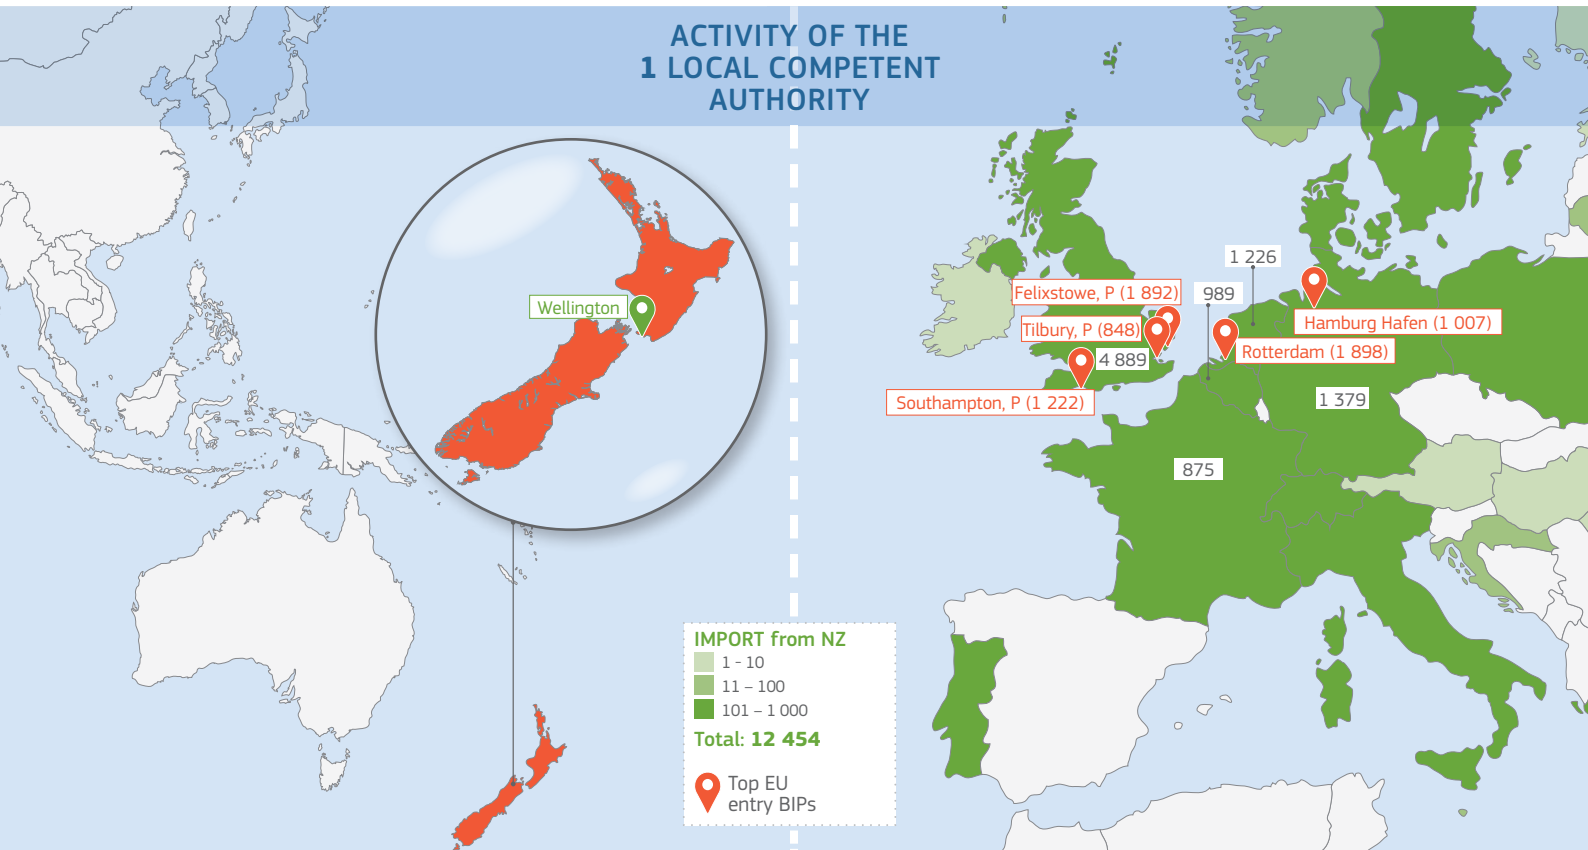 ACTIVITY OF THE
1 LOCAL COMPETENT
AUTHORITY
Wellington
1 226
989
Felixstowe, P (1 892)
Tilbury, P (848)
4 889
Hamburg Hafen (1 007)
Rotterdam (1 898)
Southampton, P (1 222)
1 379
875
IMPORT from NZ
1 - 10
11 – 100
101 – 1 000
Total: 12 454
Top EU
entry BIPs